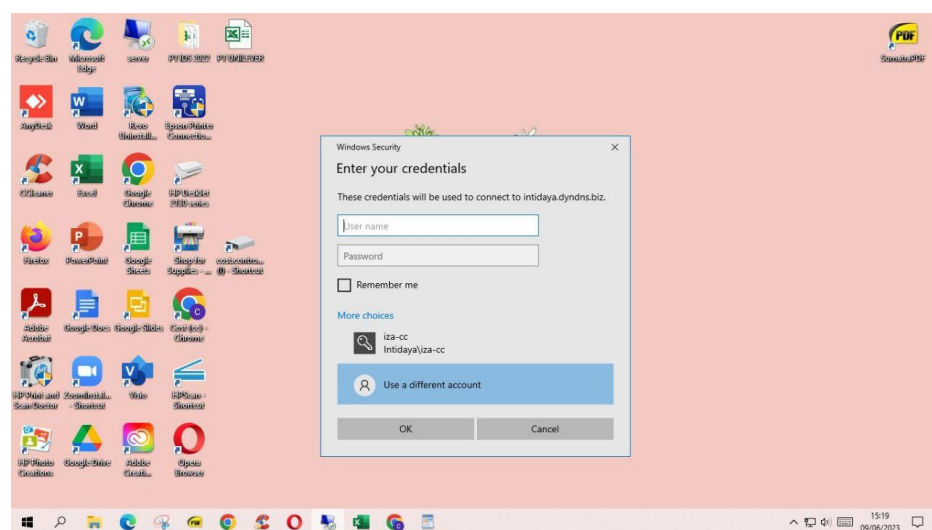 Recycle Bin
Microsoft
Edge
server
PT IDS 2022
PT UNILEVER
PDF
SumatraPDF
AnyDesk
Word
Revo
Uninstall...
Epson Printer
Connectio...
CCleaner
Excel
Google
Chrome
HP DeskJet
2130 series
Firefox
PowerPoint
Google
Sheets
Shop for
Supplies - ...
(I) - Shortcut
Adobe
Acrobat
Google Docs
Google Slides
Cost (cc) -
Chrome
HP Print and
Scan Doctor
ZoomInstal...
- Shortcut
Visio
HPScan -
Shortcut
HP Photo
Creations
Google Drive
Adobe
Creati...
Opera
Browser
Windows Security
Enter your credentials
These credentials will be used to connect to intidaya.dyndns.biz.
User name
Password
Remember me
More choices
iza-cc
Intidaya\iza-cc
Use a different account
OK
Cancel
15:19
09/06/2023